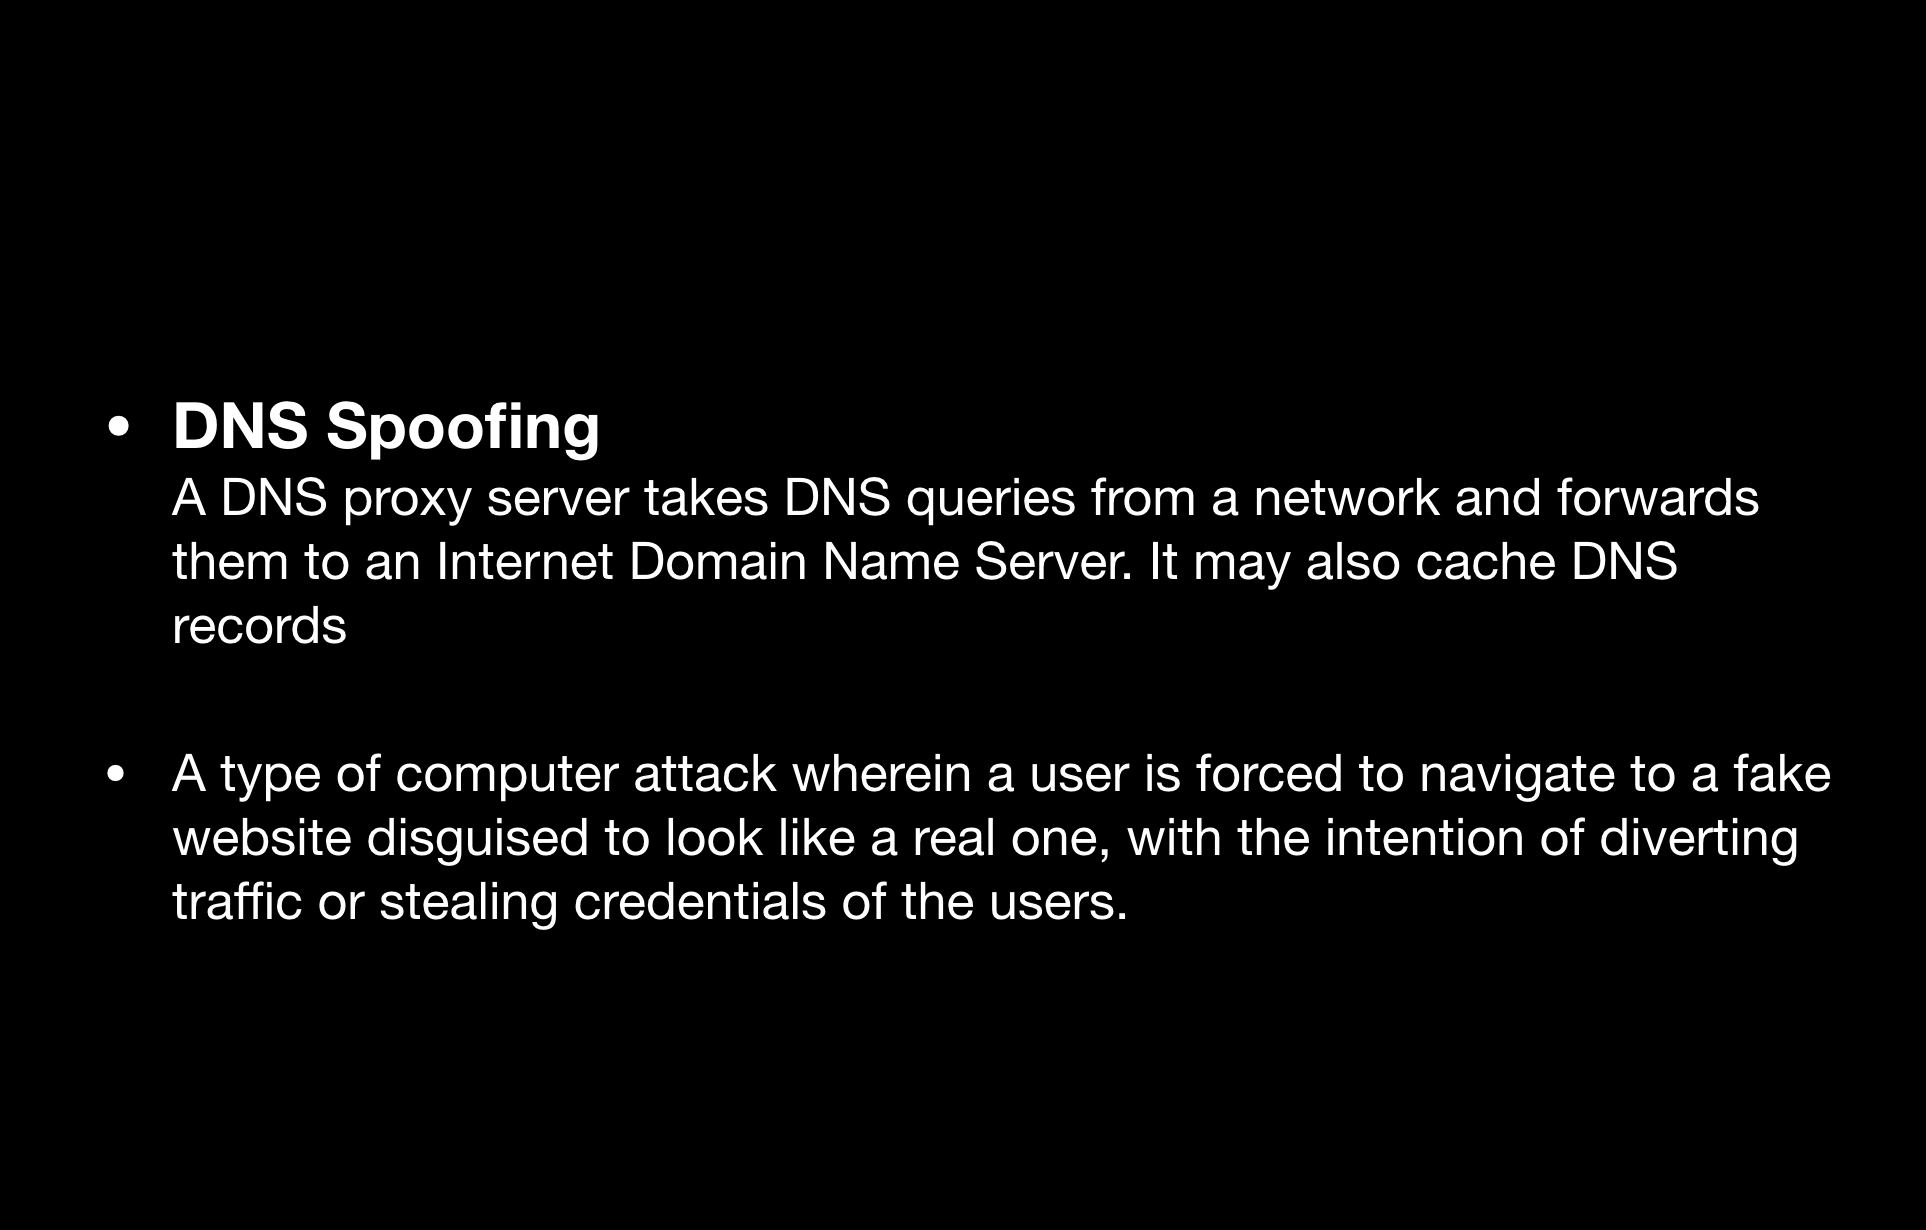 • DNS Spoofing
A DNS proxy server takes DNS queries from a network and forwards
them to an Internet Domain Name Server. It may also cache DNS
records
• A type of computer attack wherein a user is forced to navigate to a fake
website disguised to look like a real one, with the intention of diverting
traffic or stealing credentials of the users.